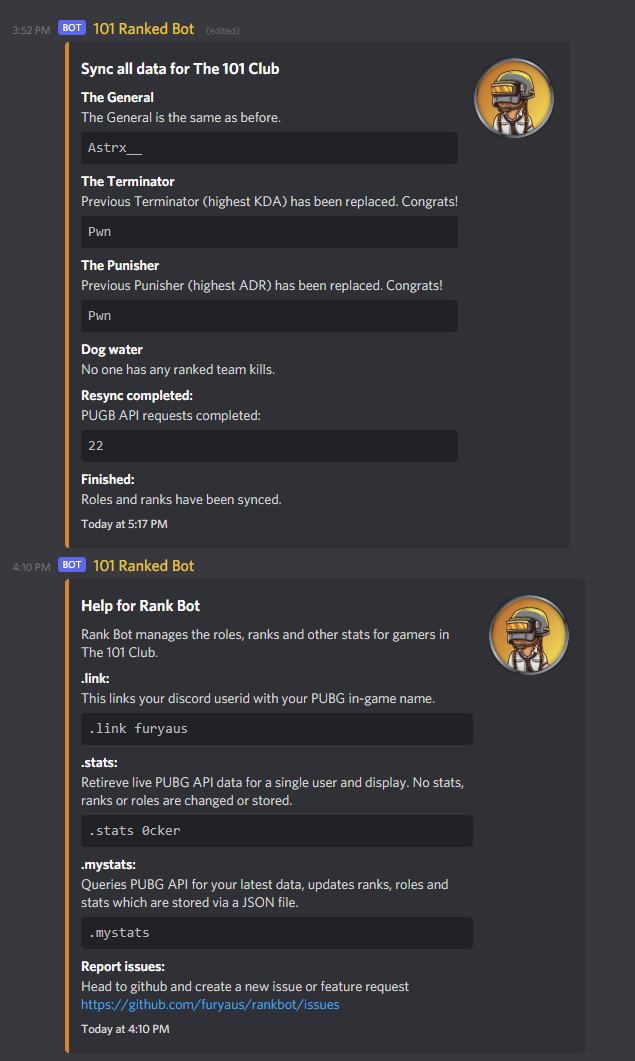 3:52 PM BOT 101 Ranked Bot (edited)
Sync all data for The 101 Club
The General
The General is the same as before.
Astrx__
The Terminator
Previous Terminator (highest KDA) has been replaced. Congrats!
Pwn
The Punisher
Previous Punisher (highest ADR) has been replaced. Congrats!
Pwn
Dog water
No one has any ranked team kills.
Resync completed:
PUGB API requests completed:
22
Finished:
Roles and ranks have been synced.
Today at 5:17 PM
4:10 PM BOT 101 Ranked Bot
Help for Rank Bot
Rank Bot manages the roles, ranks and other stats for gamers in
The 101 Club.
.link:
This links your discord userid with your PUBG in-game name.
.link furyaus
.stats:
Retireve live PUBG API data for a single user and display. No stats,
ranks or roles are changed or stored.
.stats 0cker
.mystats:
Queries PUBG API for your latest data, updates ranks, roles and
stats which are stored via a JSON file.
.mystats
Report issues:
Head to github and create a new issue or feature request
https://github.com/furyaus/rankbot/issues
Today at 4:10 PM